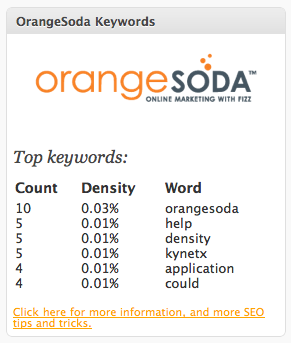 OrangeSoda Keywords
orangeSODA™
ONLINE MARKETING WITH FIZZ
Top keywords:
Count Density Word
10 0.03% orangesoda
5 0.01% help
5 0.01% density
5 0.01% kynetx
4 0.01% application
4 0.01% could
Click here for more information, and more SEO
tips and tricks.